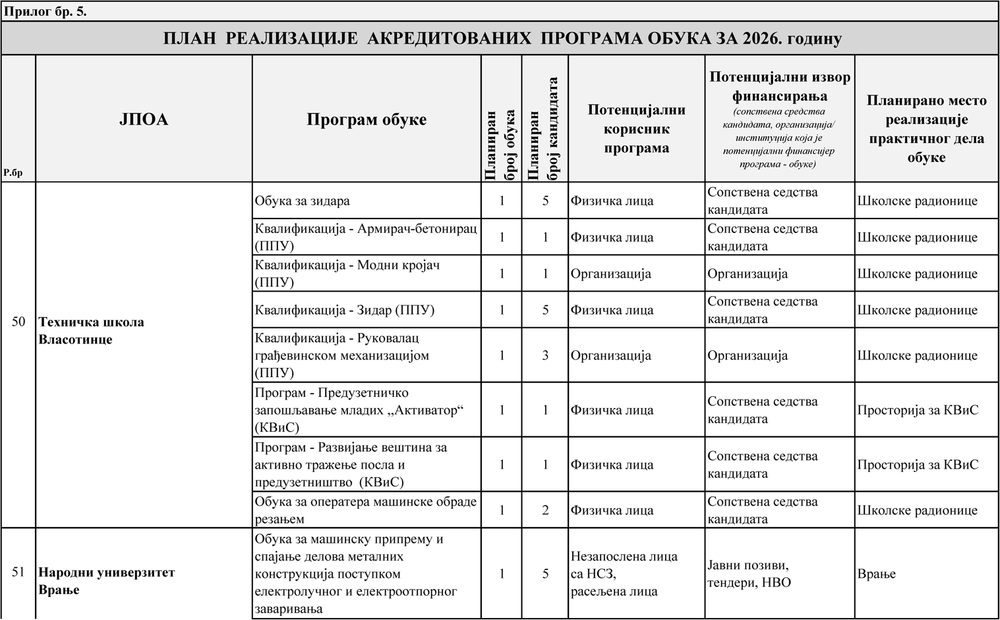 Прилог бр. 5.
ПЛАН РЕАЛИЗАЦИЈЕ АКРЕДИТОВАНИХ ПРОГРАМА ОБУКА ЗА 2026. годину
Р.бр
ЈПОА
Програм обуке
Планиран
број обука
Планиран
број кандидата
Потенцијални
корисник
програма
Потенцијални извор
финансирања
(сопствена средства
кандидата, организација/
институција која је
потенцијални финансијер
програма - обуке)
Планирано место
реализације
практичног дела
обуке
50
Техничка школа
Власотинце
Обука за зидара
1
5
Физичка лица
Сопствена седства
кандидата
Школске радионице
Квалификација - Армирач-бетонирац
(ППУ)
1
1
Физичка лица
Сопствена седства
кандидата
Школске радионице
Квалификација - Модни кројач
(ППУ)
1
1
Организација
Организација
Школске радионице
Квалификација - Зидар (ППУ)
1
5
Физичка лица
Сопствена седства
кандидата
Школске радионице
Квалификација - Руковалац
грађевинском механизацијом
(ППУ)
1
3
Организација
Организација
Школске радионице
Програм - Предузетничко
запошљавање младих „Активатор“
(КВиС)
1
1
Физичка лица
Сопствена седства
кандидата
Просторија за КВиС
Програм - Развијање вештина за
активно тражење посла и
предузетништво (КВиС)
1
1
Физичка лица
Сопствена седства
кандидата
Просторија за КВиС
Обука за оператера машинске обраде
резањем
1
2
Физичка лица
Сопствена седства
кандидата
Школске радионице
51
Народни универзитет
Врање
Обука за машинску припрему и
спајање делова металних
конструкција поступком
електролучног и електроотпорног
заваривања
1
5
Незапослена лица
са НСЗ,
расељена лица
Јавни позиви,
тендери, НВО
Врање